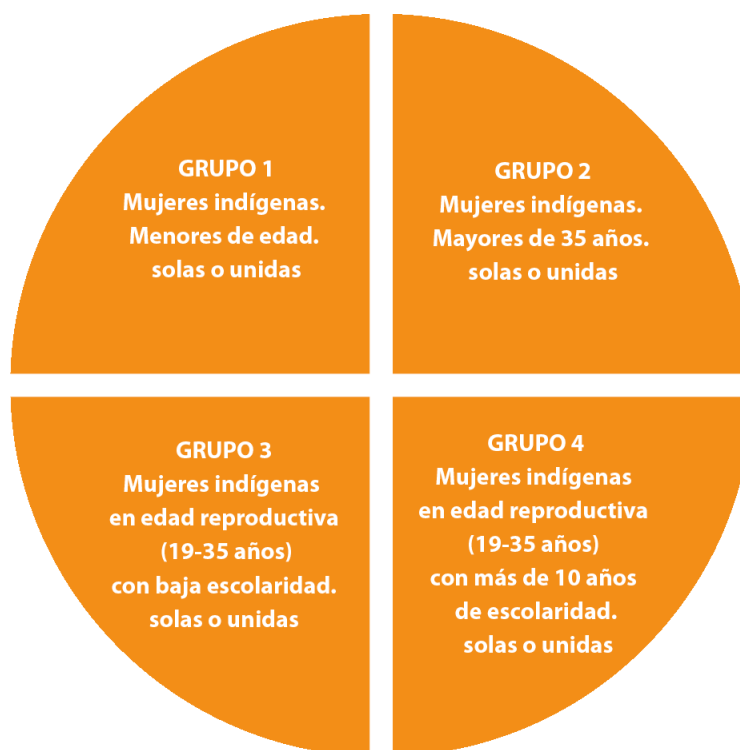 GRUPO 1
Mujeres indígenas.
Menores de edad.
solas o unidas
GRUPO 2
Mujeres indígenas.
Mayores de 35 años.
solas o unidas
GRUPO 3
Mujeres indígenas
en edad reproductiva
(19-35 años)
con baja escolaridad.
solas o unidas
GRUPO 4
Mujeres indígenas
en edad reproductiva
(19-35 años)
con más de 10 años
de escolaridad.
solas o unidas